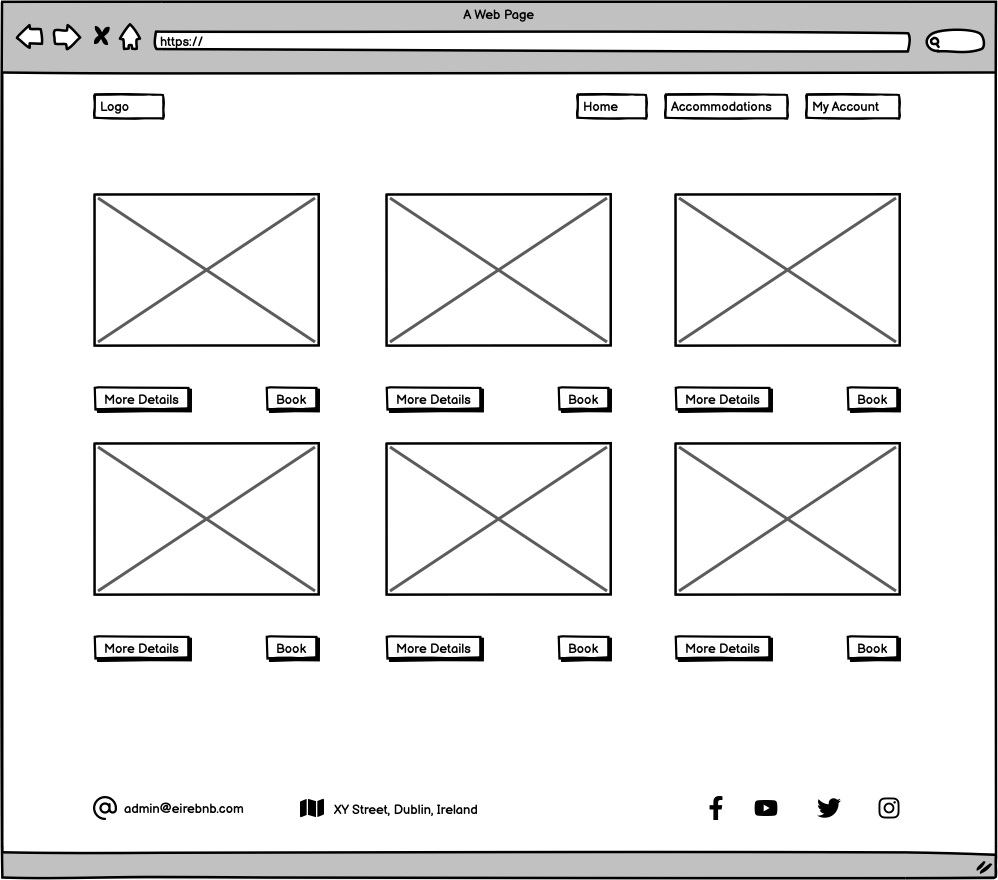 A Web Page
https://
Logo
Home
Accommodations
My Account
More Details
Book
More Details
Book
More Details
Book
More Details
Book
More Details
Book
More Details
Book
admin@eirebnb.com
XY Street, Dublin, Ireland